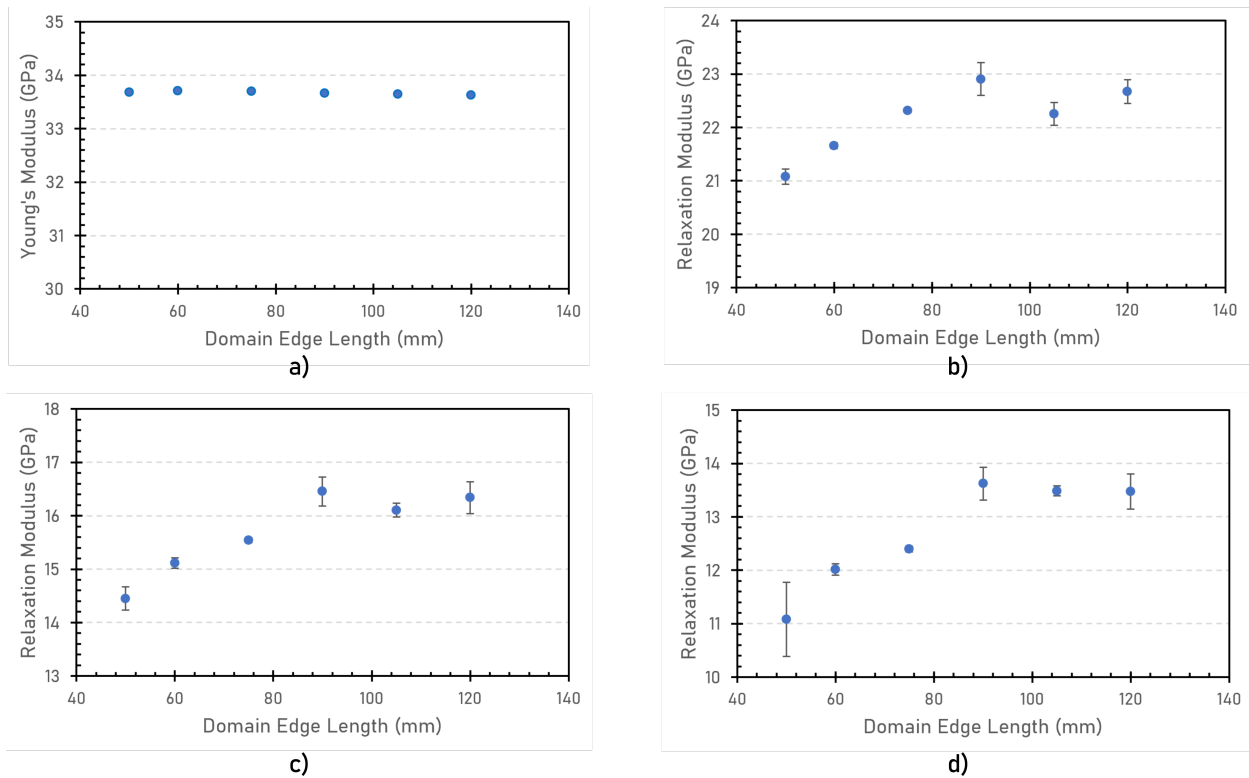 35
34
33
32
31
30
Young's Modulus (GPa)
40 60 80 100 120 140
Domain Edge Length (mm)
a)
24
23
22
21
20
19
Relaxation Modulus (GPa)
40 60 80 100 120 140
Domain Edge Length (mm)
b)
18
17
16
15
14
13
Relaxation Modulus (GPa)
40 60 80 100 120 140
Domain Edge Length (mm)
c)
15
14
13
12
11
10
Relaxation Modulus (GPa)
40 60 80 100 120 140
Domain Edge Length (mm)
d)